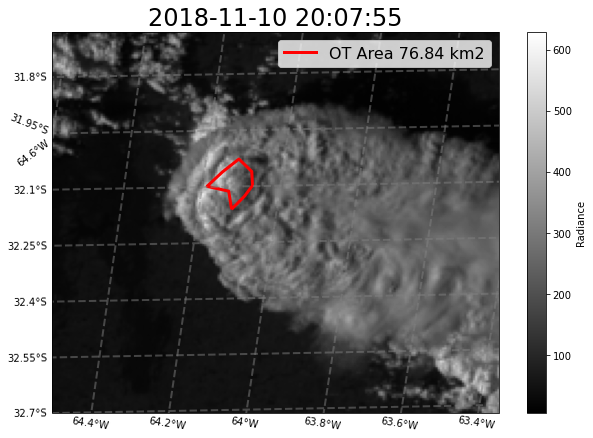 2018-11-10 20:07:55
OT Area 76.84 km2
31.8°S
31.95°S
64.6°W
32.1°S
32.25°S
32.4°S
32.55°S
32.7°S
64.4°W
64.2°W
64°W
63.8°W
63.6°W
63.4°W
600
500
400
300
200
100
Radiance